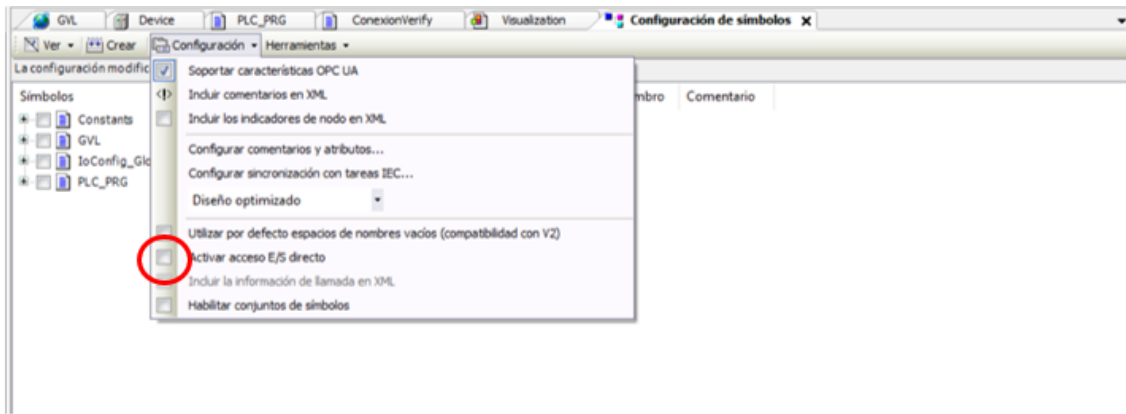 GVL Device PLC_PRG ConexionVerify Visualization Configuración de símbolos x
Ver Crear Configuración Herramientas
La configuración modific
Soportar características OPC UA
Símbolos Incluir comentarios en XML mbro Comentario
Constants Incluir los indicadores de nodo en XML
GVL
Configurar comentarios y atributos...
IoConfig_Glo
Configurar sincronización con tareas IEC...
PLC_PRG
Diseño optimizado
Utilizar por defecto espacios de nombres vacíos (compatibilidad con V2)
Activar acceso E/S directo
Incluir la información de llamada en XML
Habilitar conjuntos de símbolos